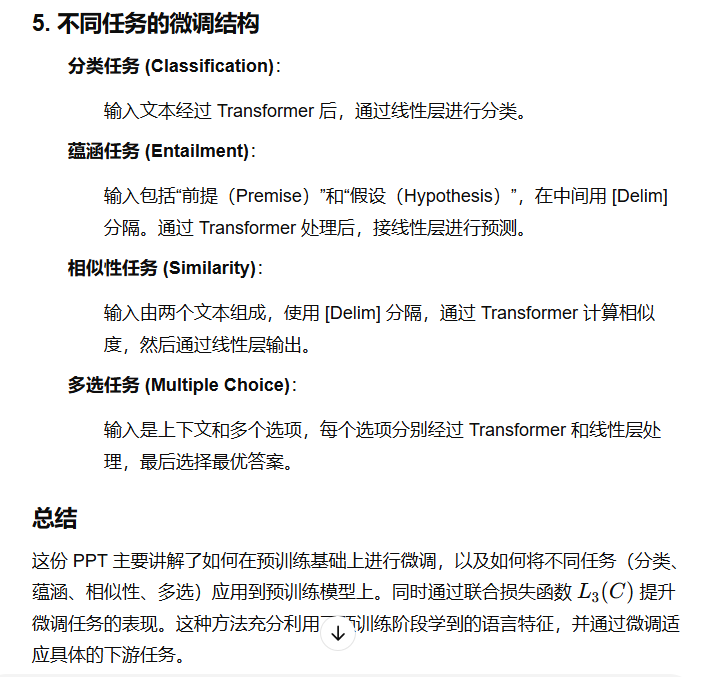 5. 不同任务的微调结构
分类任务 (Classification)：
输入文本经过 Transformer 后，通过线性层进行分类。
蕴涵任务 (Entailment)：
输入包括“前提（Premise）”和“假设（Hypothesis）”，在中间用 [Delim]
分隔。通过 Transformer 处理后，接线性层进行预测。
相似性任务 (Similarity)：
输入由两个文本组成，使用 [Delim] 分隔，通过 Transformer 计算相似
度，然后通过线性层输出。
多选任务 (Multiple Choice)：
输入是上下文和多个选项，每个选项分别经过 Transformer 和线性层处
理，最后选择最优答案。
总结
这份 PPT 主要讲解了如何在预训练基础上进行微调，以及如何将不同任务（分类、
蕴涵、相似性、多选）应用到预训练模型上。同时通过联合损失函数 L₃(C) 提升
微调任务的表现。这种方法充分利用训练阶段学到的语言特征，并通过微调适
应具体的下游任务。